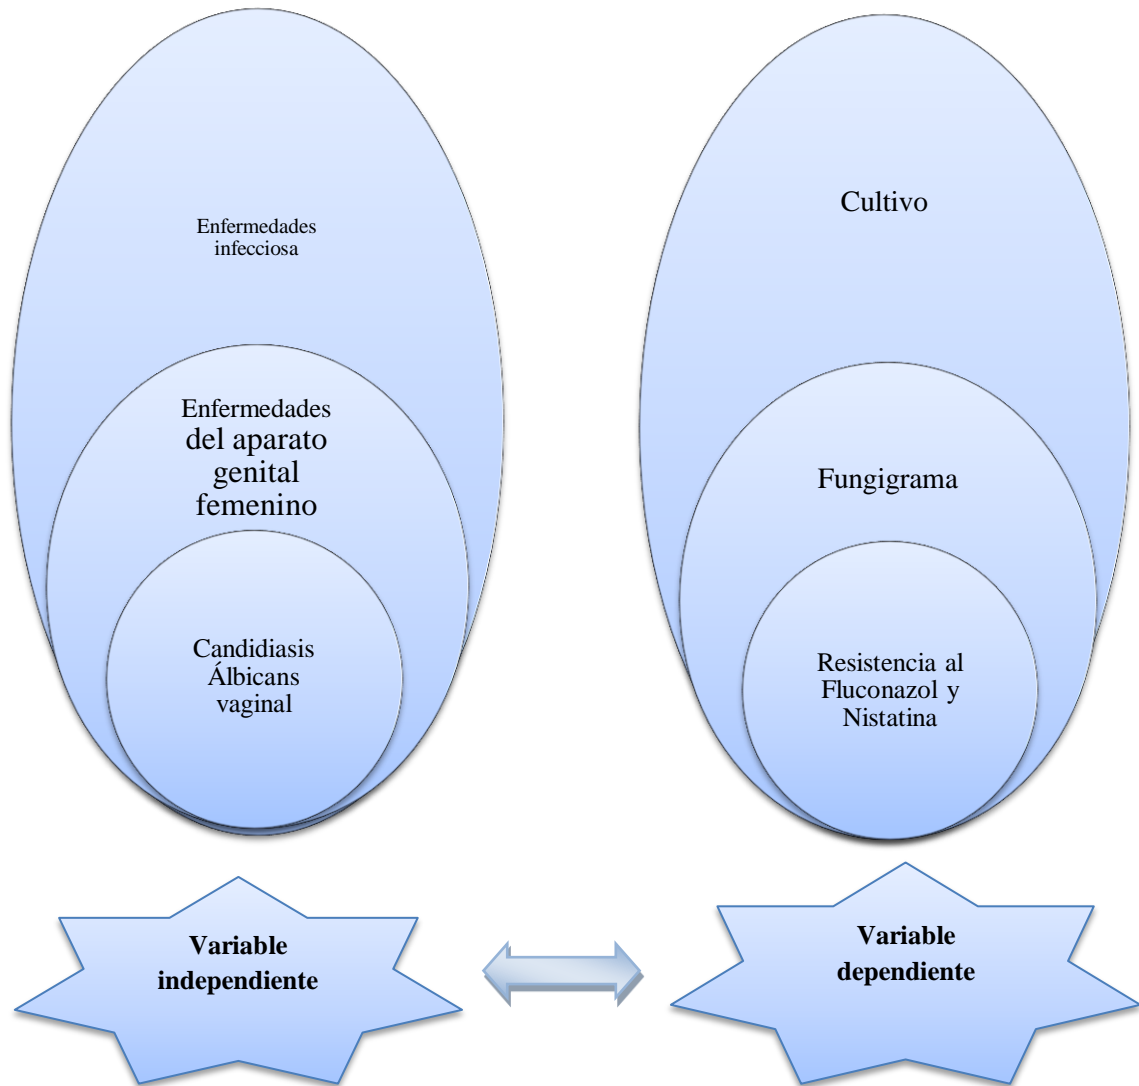 Enfermedades
infecciosa
Enfermedades
del aparato
genital
femenino
Candidiasis
Álbicans
vaginal
Cultivo
Fungigrama
Resistencia al
Fluconazol y
Nistatina
Variable
independiente
Variable
dependiente